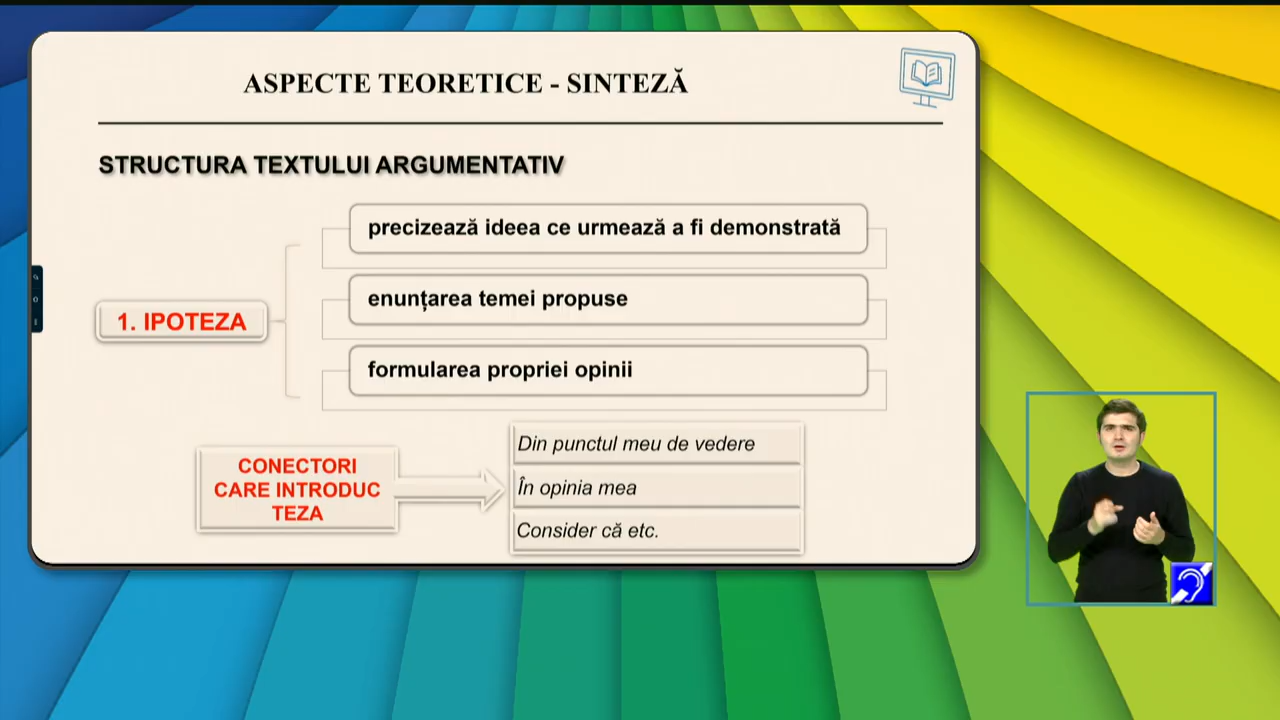 ASPECTE TEORETICE - SINTEZĂ
STRUCTURA TEXTULUI ARGUMENTATIV
precizează ideea ce urmează a fi demonstrată
enunțarea temei propuse
1. IPOTEZA
formularea propriei opinii
CONECTORI
CARE INTRODUC
TEZA
Din punctul meu de vedere
În opinia mea
Consider că etc.